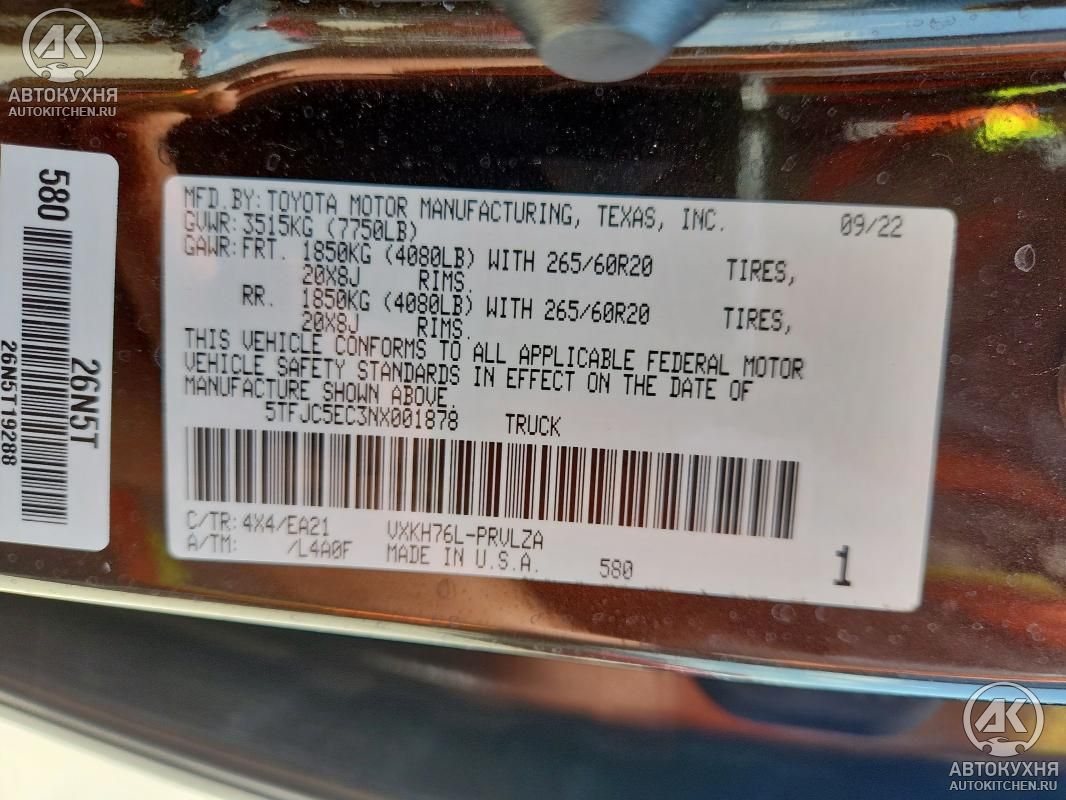 АК
АВТОКУХНЯ
AUTOKITCHEN.RU
580
26N5T
26N5T19288
MFD. BY: TOYOTA MOTOR MANUFACTURING, TEXAS, INC. 09/22
GVWR: 3515KG (7750LB)
GAWR: FRT. 1850KG (4080LB) WITH 265/60R20 TIRES,
20X8J RIMS.
RR. 1850KG (4080LB) WITH 265/60R20 TIRES,
20X8J RIMS.
THIS VEHICLE CONFORMS TO ALL APPLICABLE FEDERAL MOTOR
VEHICLE SAFETY STANDARDS IN EFFECT ON THE DATE OF
MANUFACTURE SHOWN ABOVE.
5TFJC5EC3NX001878 TRUCK
C/TR: 4X4/EA21 VXKH76L-PRVLZA
A/TM: /L4A0F MADE IN U.S.A. 580 1
АК
АВТОКУХНЯ
AUTOKITCHEN.RU